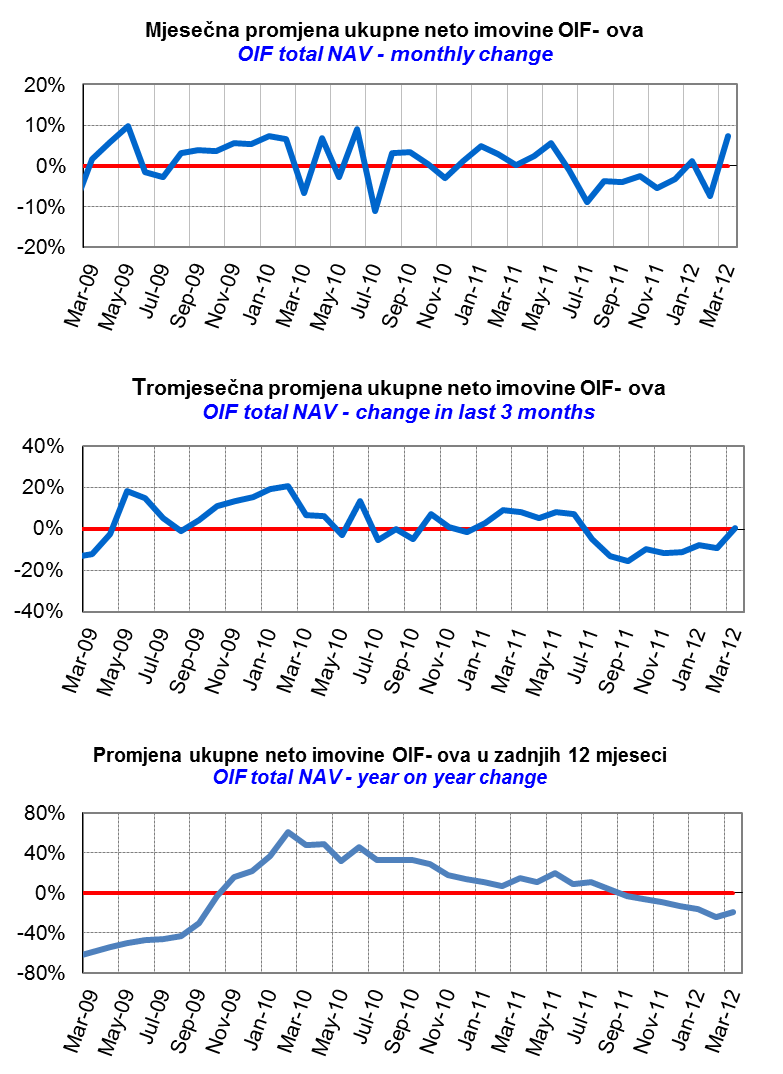 Mjesečna promjena ukupne neto imovine OIF- ova
OIF total NAV - monthly change
20%
10%
0%
-10%
-20%
Mar-09 May-09 Jul-09 Sep-09 Nov-09 Jan-10 Mar-10 May-10 Jul-10 Sep-10 Nov-10 Jan-11 Mar-11 May-11 Jul-11 Sep-11 Nov-11 Jan-12 Mar-12
Tromjesečna promjena ukupne neto imovine OIF- ova
OIF total NAV - change in last 3 months
40%
20%
0%
-20%
-40%
Mar-09 May-09 Jul-09 Sep-09 Nov-09 Jan-10 Mar-10 May-10 Jul-10 Sep-10 Nov-10 Jan-11 Mar-11 May-11 Jul-11 Sep-11 Nov-11 Jan-12 Mar-12
Promjena ukupne neto imovine OIF- ova u zadnjih 12 mjeseci
OIF total NAV - year on year change
80%
40%
0%
-40%
-80%
Mar-09 May-09 Jul-09 Sep-09 Nov-09 Jan-10 Mar-10 May-10 Jul-10 Sep-10 Nov-10 Jan-11 Mar-11 May-11 Jul-11 Sep-11 Nov-11 Jan-12 Mar-12